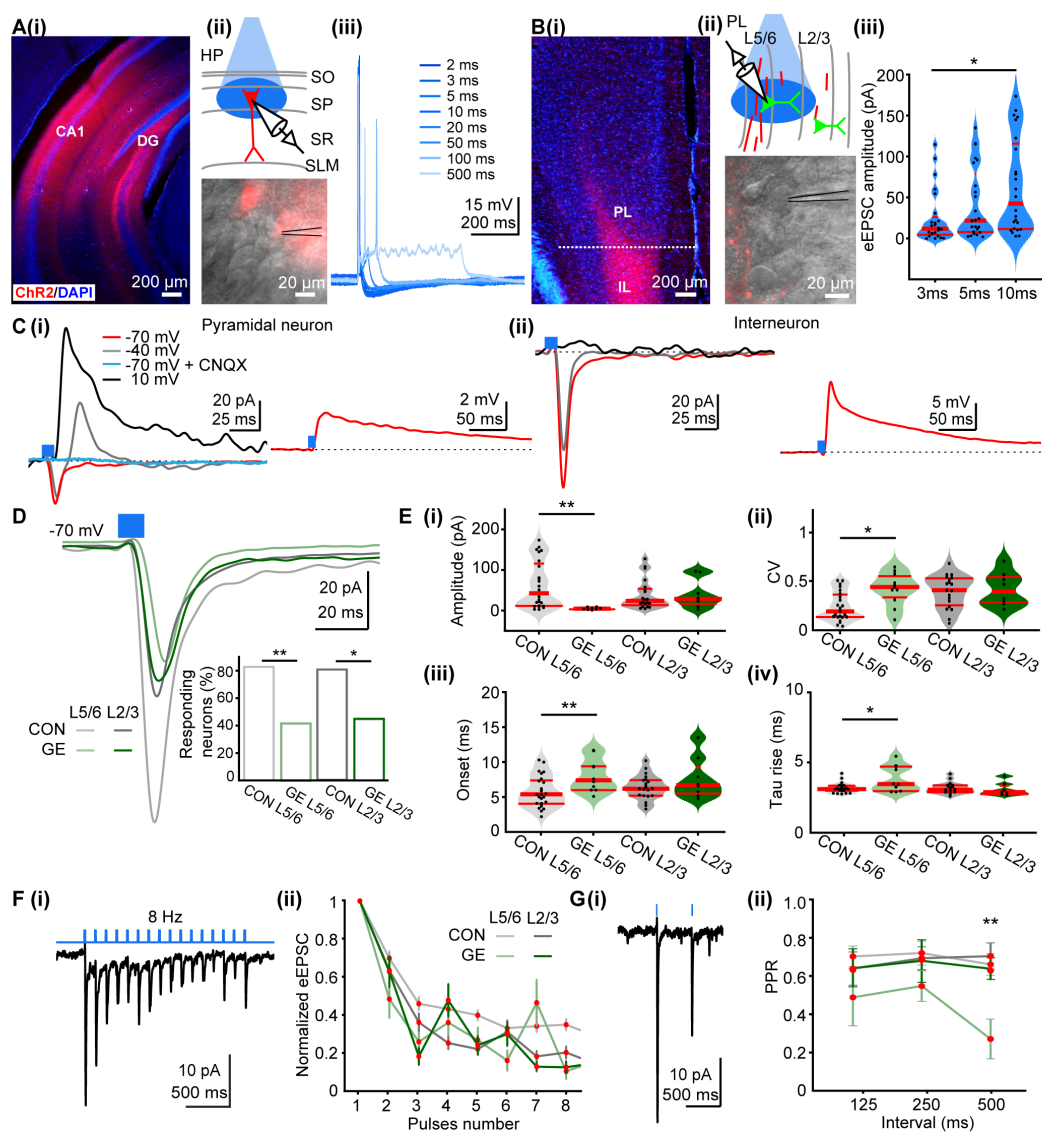 A(i)
CA1
DG
ChR2/DAPI
200 µm
(ii)
HP
SO
SP
SR
SLM
20 µm
(iii)
2 ms
3 ms
5 ms
10 ms
20 ms
50 ms
100 ms
500 ms
15 mV
200 ms
B(i)
PL
IL
200 µm
(ii)
PL
L5/6
L2/3
20 µm
(iii)
*
eEPSC amplitude (pA)
200
150
100
50
0
3ms
5ms
10ms
C(i)
Pyramidal neuron
-70 mV
-40 mV
-70 mV + CNQX
10 mV
20 pA
25 ms
2 mV
50 ms
(ii)
Interneuron
20 pA
25 ms
5 mV
50 ms
D
-70 mV
20 pA
20 ms
L5/6 L2/3
CON
GE
Responding
neurons (%)
80
60
40
20
0
**
*
CON L5/6
GE L5/6
CON L2/3
GE L2/3
E(i)
Amplitude (pA)
200
100
0
**
CON L5/6
GE L5/6
CON L2/3
GE L2/3
(ii)
CV
1
0.5
0
*
CON L5/6
GE L5/6
CON L2/3
GE L2/3
(iii)
Onset (ms)
20
15
10
5
0
**
CON L5/6
GE L5/6
CON L2/3
GE L2/3
(iv)
Tau rise (ms)
10
5
0
*
CON L5/6
GE L5/6
CON L2/3
GE L2/3
F(i)
8 Hz
10 pA
500 ms
(ii)
Normalized eEPSC
1
0.8
0.6
0.4
0.2
0
1 2 3 4 5 6 7 8
Pulses number
L5/6 L2/3
CON
GE
G(i)
10 pA
500 ms
(ii)
PPR
1.0
0.8
0.6
0.4
0.2
0.0
**
125 250 500
Interval (ms)